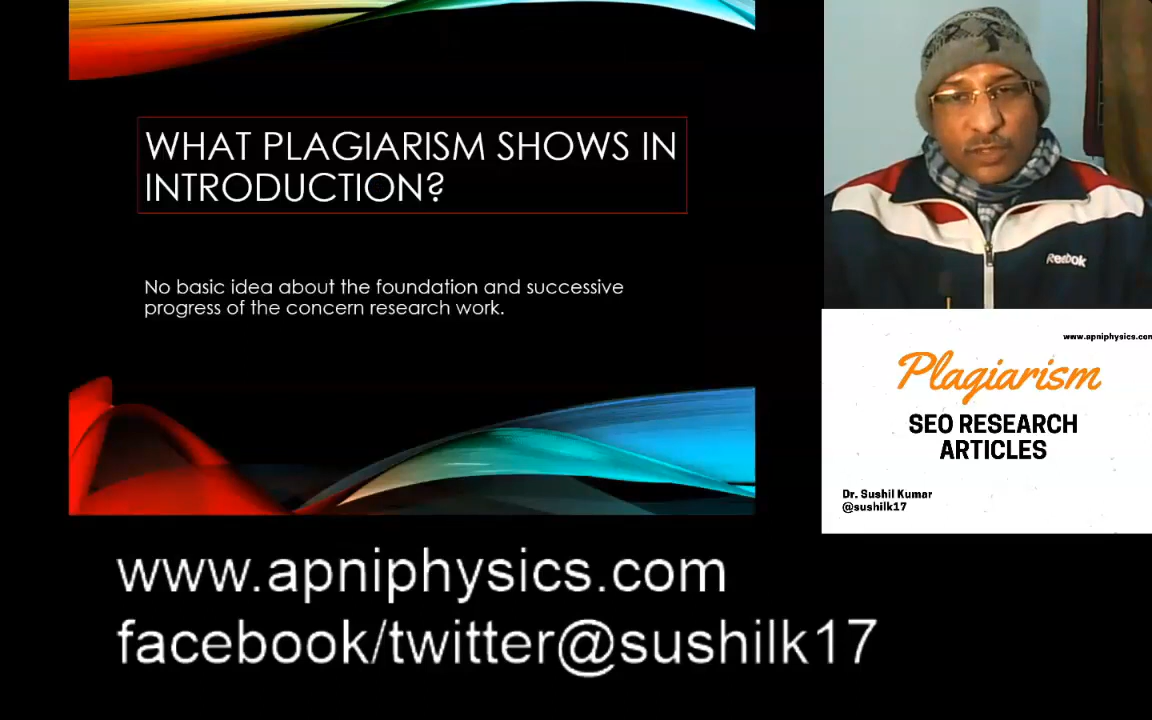 WHAT PLAGIARISM SHOWS IN
INTRODUCTION?
No basic idea about the foundation and successive
progress of the concern research work.
Reebok
www.apniphysics.com
Plagiarism
SEO RESEARCH
ARTICLES
Dr. Sushil Kumar
@sushilk17
www.apniphysics.com
facebook/twitter@sushilk17